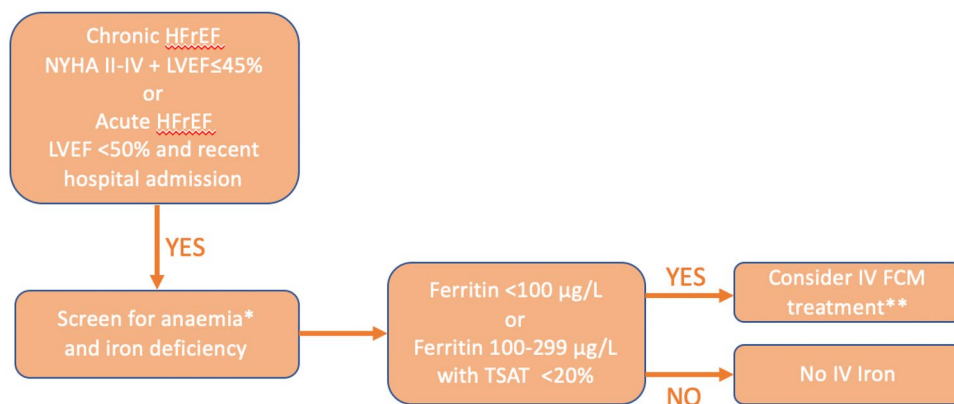 Chronic HFrEF
NYHA II-IV + LVEF≤45%
or
Acute HFrEF
LVEF <50% and recent
hospital admission
YES
Screen for anaemia*
and iron deficiency
Ferritin <100 µg/L
or
Ferritin 100-299 µg/L
with TSAT <20%
YES
Consider IV FCM
treatment**
NO
No IV Iron